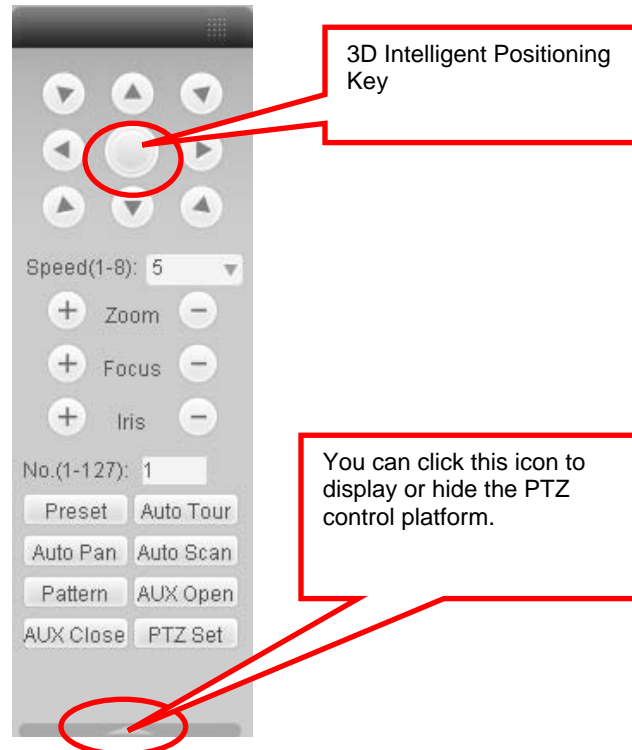 3D Intelligent Positioning
Key
Speed(1-8): 5
+ Zoom −
+ Focus −
+ Iris −
No.(1-127): 1
Preset Auto Tour
Auto Pan Auto Scan
Pattern AUX Open
AUX Close PTZ Set
You can click this icon to
display or hide the PTZ
control platform.